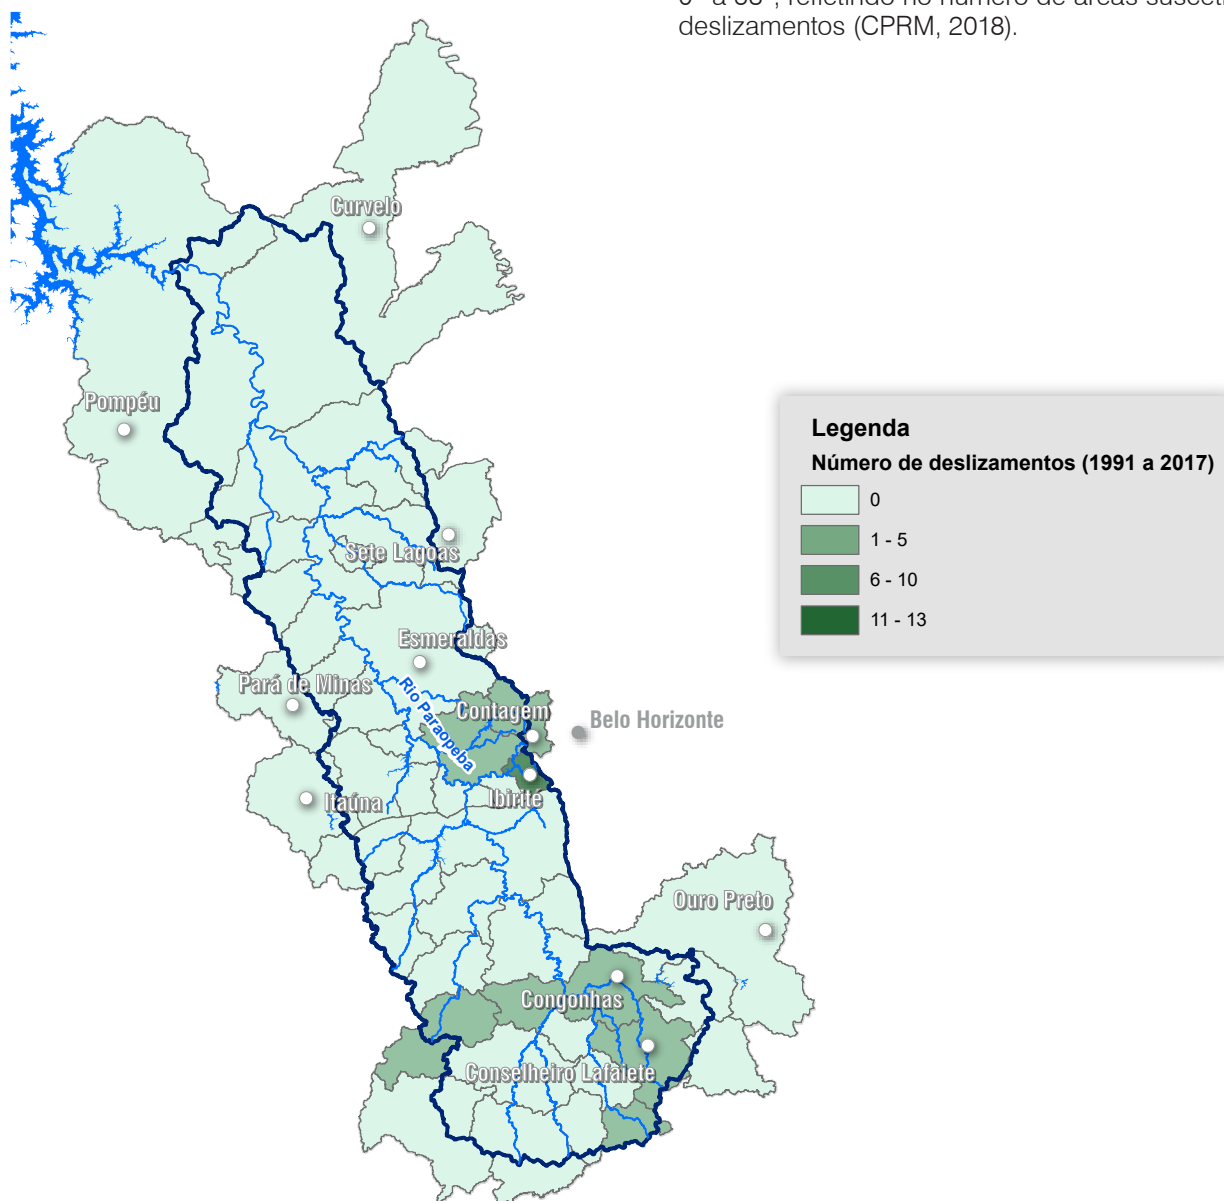 deslizamentos (CPRM, 2018).
Curvelo
Pompéu
Legenda
Número de deslizamentos (1991 a 2017)
0
1 - 5
6 - 10
11 - 13
Sete Lagoas
Esmeraldas
Pará de Minas
Rio Paraopeba
Contagem
Belo Horizonte
Itaúna
Ibirité
Ouro Preto
Congonhas
Conselheiro Lafaiete